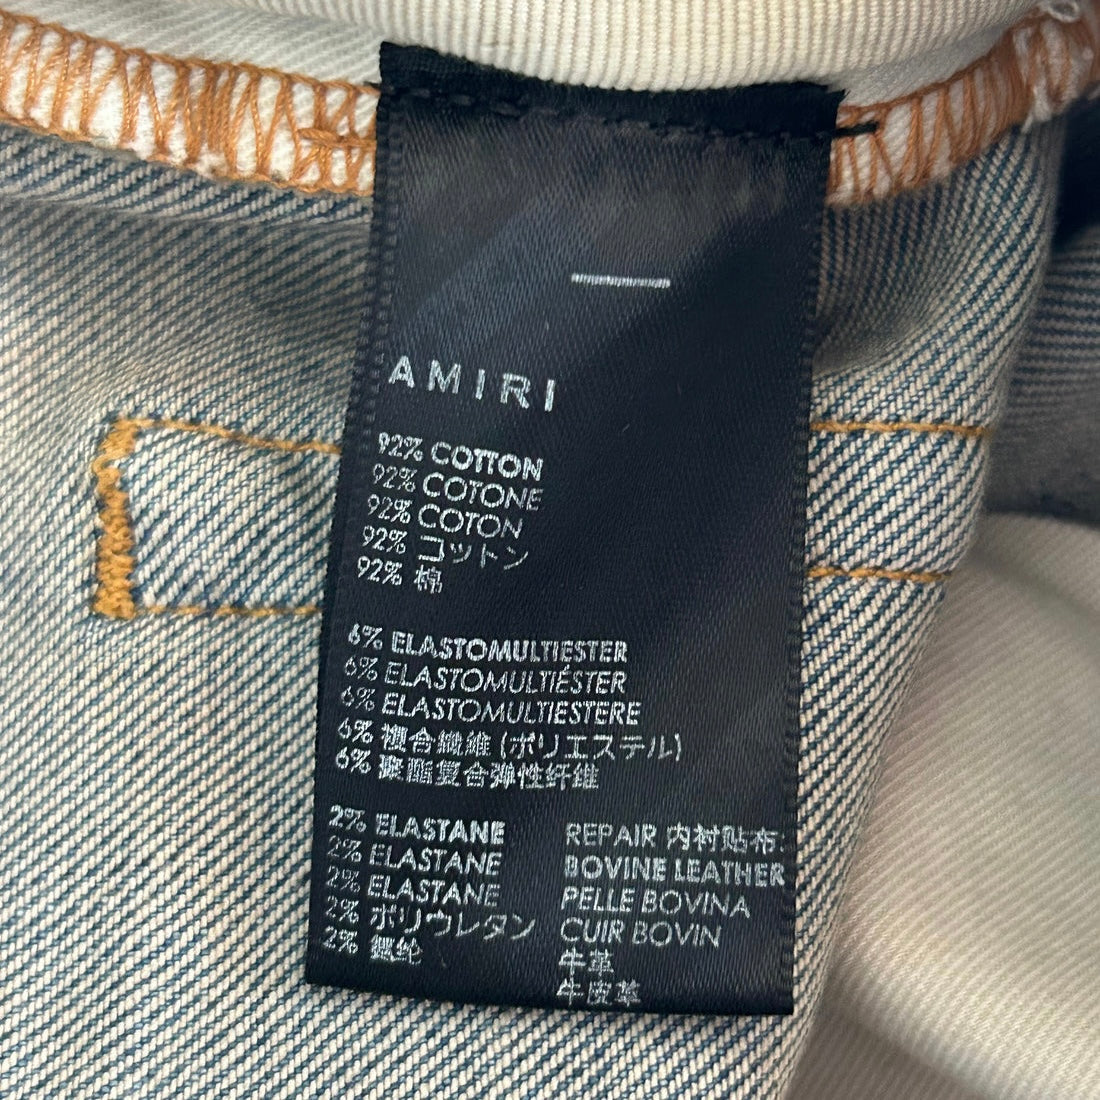 AMIRI
92% COTTON
92% COTONE
92% COTON
92% コットン
92% 棉
6% ELASTOMULTIESTER
6% ELASTOMULTIÉSTER
6% ELASTOMULTIESTERE
6% 複合繊維 (ポリエステル)
6% 聚酯复合弹性纤维
2% ELASTANE
2% ELASTANE
2% ELASTANE
2% ポリウレタン
2% 氨纶
REPAIR 内衬贴布:
BOVINE LEATHER
PELLE BOVINA
CUIR BOVIN
牛革
牛皮革